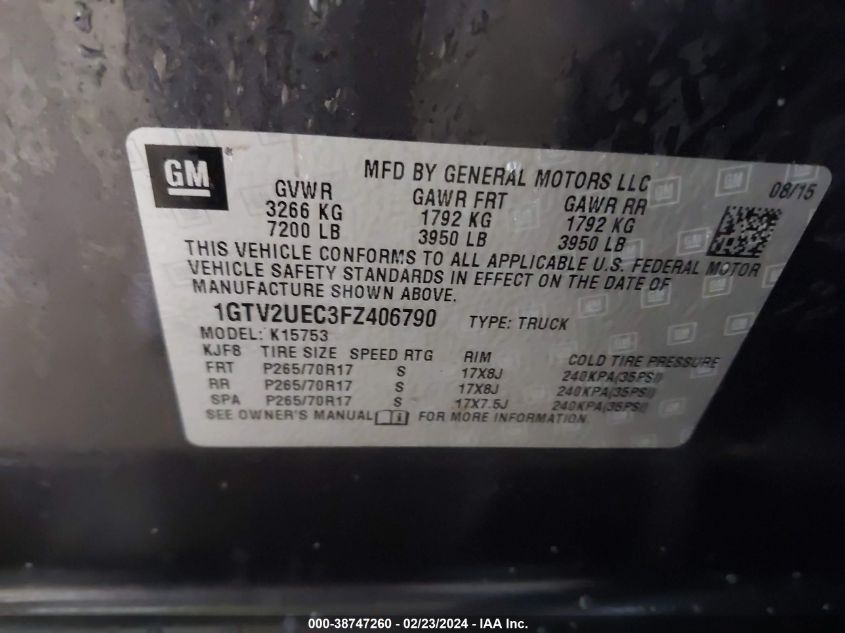 GM
MFD BY GENERAL MOTORS LLC 08/15
GVWR GAWR FRT GAWR RR
3266 KG 1792 KG 1792 KG
7200 LB 3950 LB 3950 LB
THIS VEHICLE CONFORMS TO ALL APPLICABLE U.S. FEDERAL MOTOR
VEHICLE SAFETY STANDARDS IN EFFECT ON THE DATE OF
MANUFACTURE SHOWN ABOVE.
1GTV2UEC3FZ406790 TYPE: TRUCK
MODEL: K15753
KJF8 TIRE SIZE SPEED RTG RIM COLD TIRE PRESSURE
FRT P265/70R17 S 17X8J 240KPA(35PSI)
RR P265/70R17 S 17X8J 240KPA(35PSI)
SPA P265/70R17 S 17X7.5J 240KPA(35PSI)
SEE OWNER'S MANUAL FOR MORE INFORMATION.
000-38747260 - 02/23/2024 - IAA Inc.